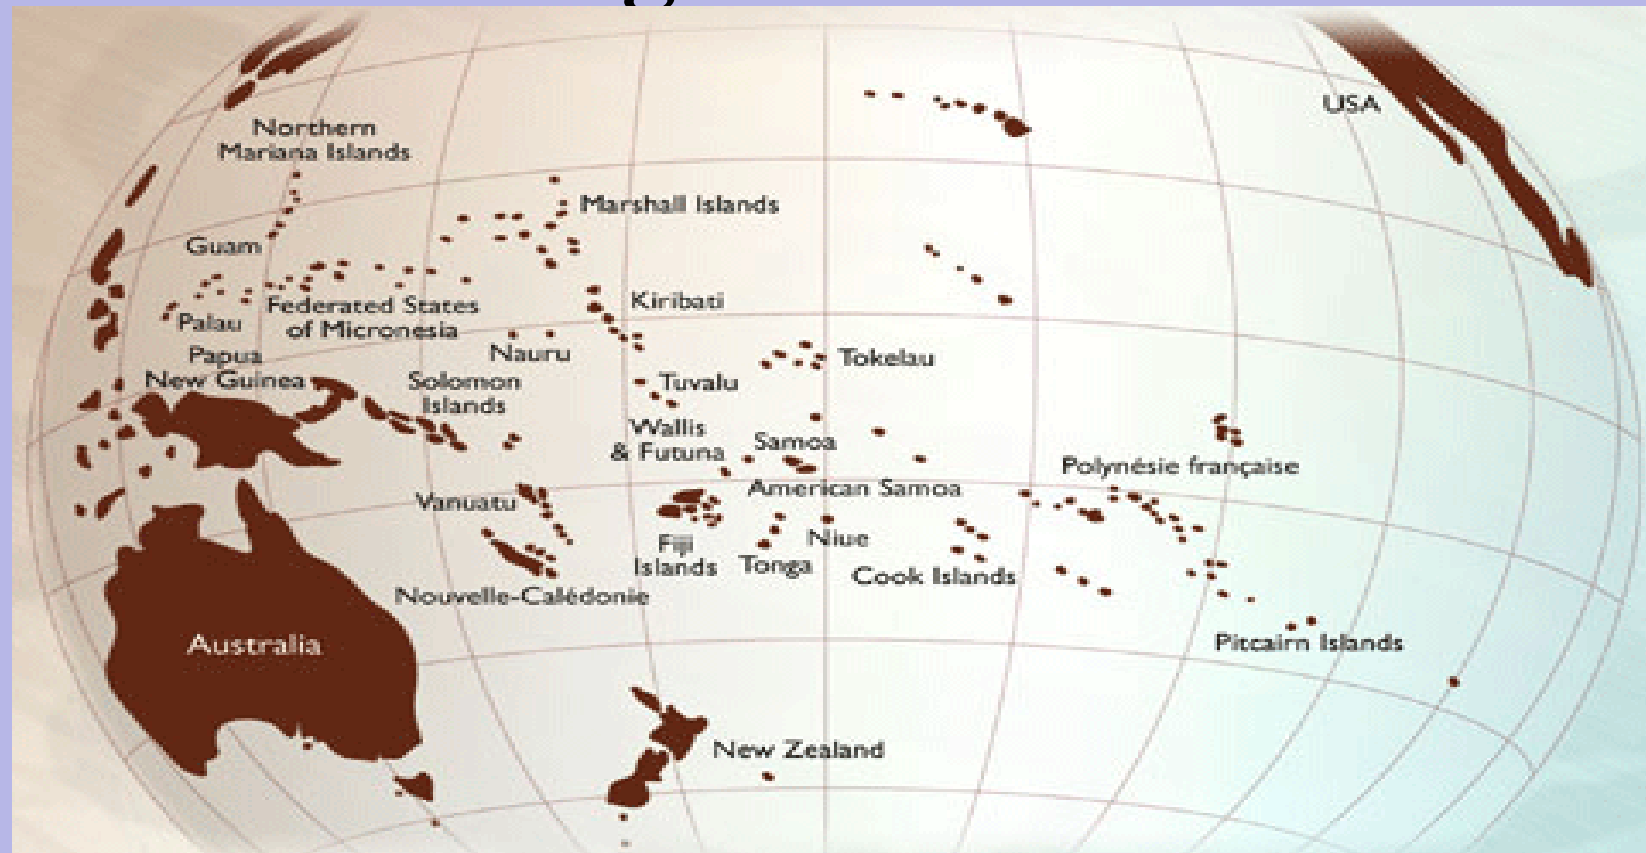 USA
Northern
Mariana Islands
Marshall Islands
Guam
Kiribati
Federated States
of Micronesia
Palau
Nauru
Papua
New Guinea
Tokelau
Solomon
Islands
Tuvalu
Wallis
& Futuna
Samoa
Polynésie française
American Samoa
Vanuatu
Niue
Fiji
Islands
Tonga
Cook Islands
Nouvelle-Calédonie
Australia
Pitcairn Islands
New Zealand